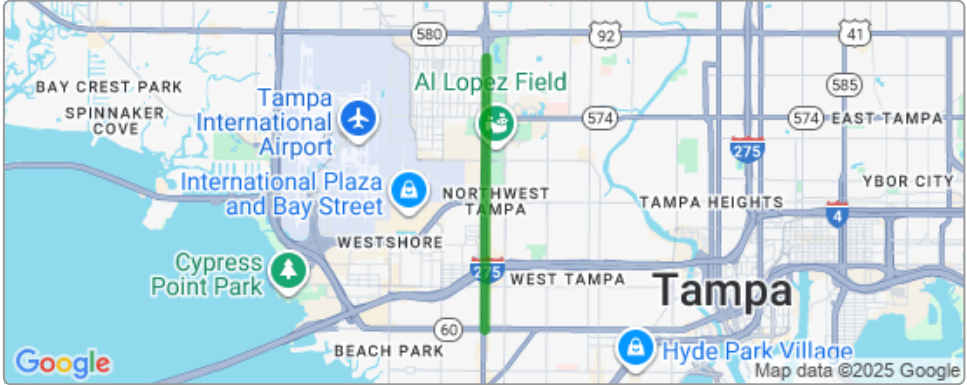 580
92
41
BAY CREST PARK
SPINNAKER
COVE
Al Lopez Field
585
Tampa
International
Airport
574
574
EAST TAMPA
275
International Plaza
and Bay Street
NORTHWEST
TAMPA
YBOR CITY
TAMPA HEIGHTS
4
WESTSHORE
Cypress
Point Park
275
WEST TAMPA
Tampa
60
BEACH PARK
Hyde Park Village
Google
Map data ©2025 Google